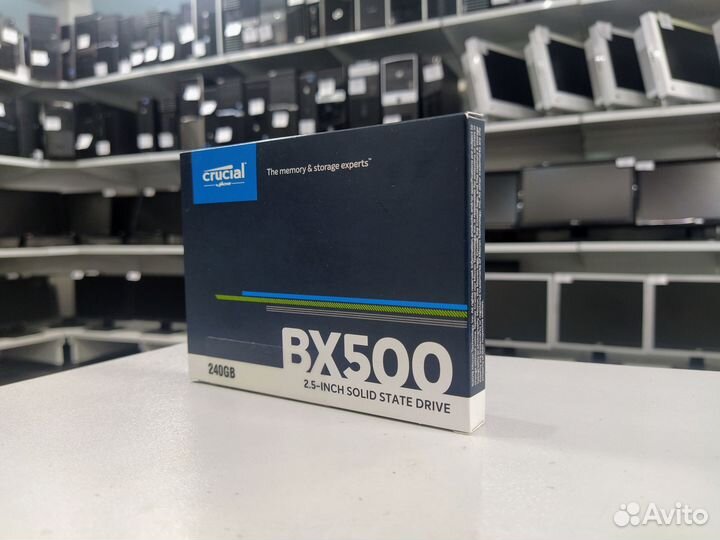 crucial
by Micron
The memory & storage experts™
BX500
240GB
2.5-INCH SOLID STATE DRIVE
Avito